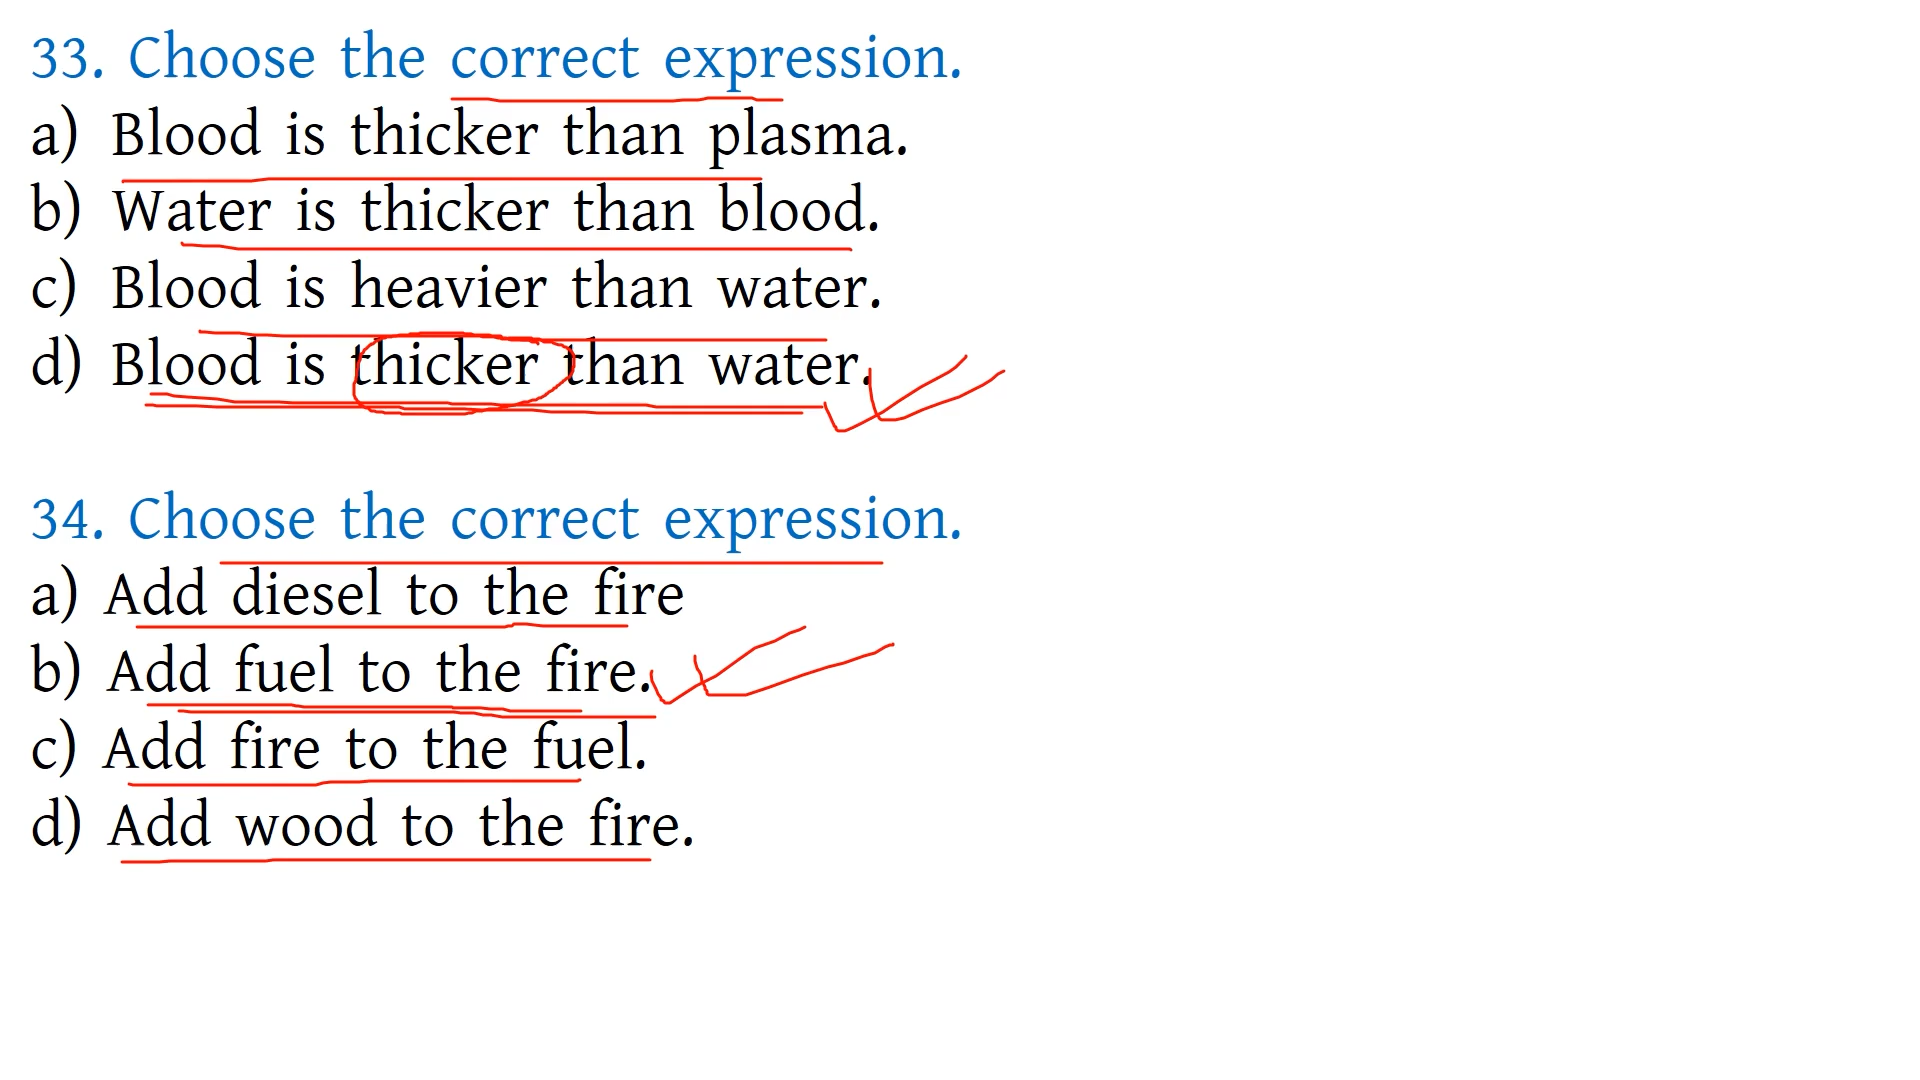 33. Choose the correct expression.
a) Blood is thicker than plasma.
b) Water is thicker than blood.
c) Blood is heavier than water.
d) Blood is thicker than water.
34. Choose the correct expression.
a) Add diesel to the fire
b) Add fuel to the fire.
c) Add fire to the fuel.
d) Add wood to the fire.